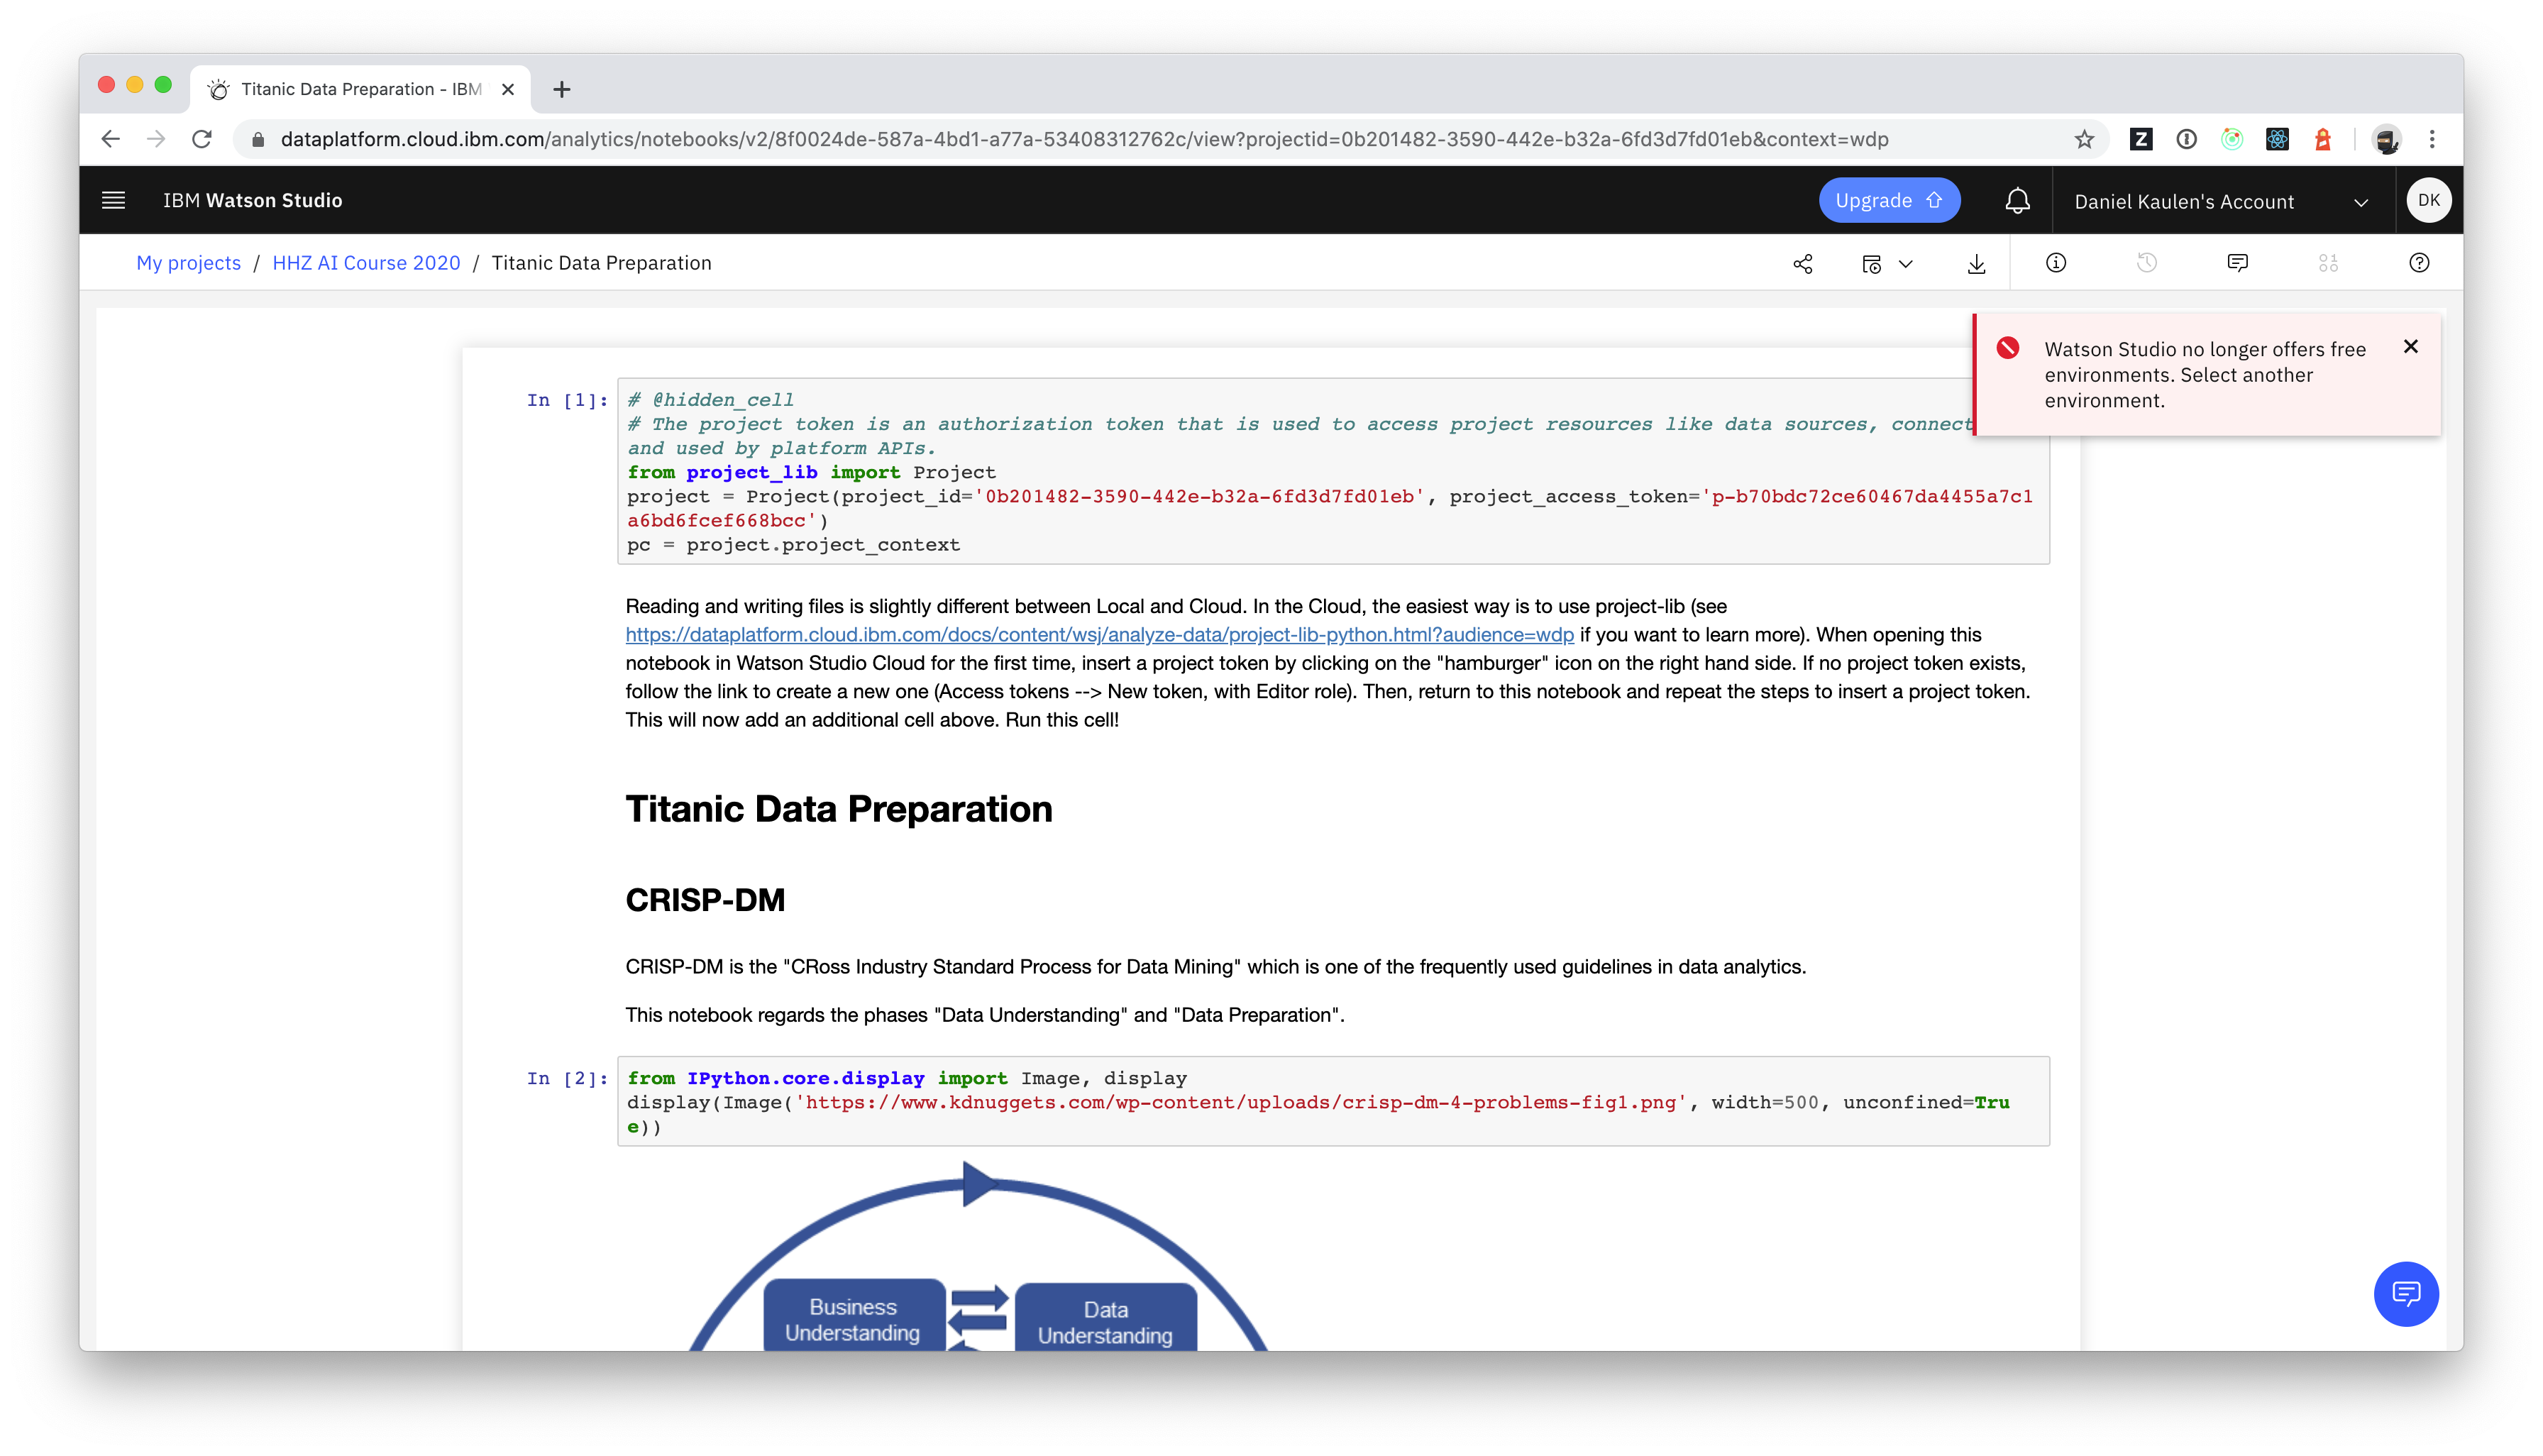 Titanic Data Preparation - IBM
dataplatform.cloud.ibm.com/analytics/notebooks/v2/8f0024de-587a-4bd1-a77a-53408312762c/view?projectid=0b201482-3590-442e-b32a-6fd3d7fd01eb&context=wdp
IBM Watson Studio
Upgrade
Daniel Kaulen's Account
DK
My projects / HHZ AI Course 2020 / Titanic Data Preparation
Watson Studio no longer offers free
environments. Select another
environment.
In [1]:
# @hidden_cell
# The project token is an authorization token that is used to access project resources like data sources, connect
and used by platform APIs.
from project_lib import Project
project = Project(project_id='0b201482-3590-442e-b32a-6fd3d7fd01eb', project_access_token='p-b70bdc72ce60467da4455a7c1
a6bd6fcef668bcc')
pc = project.project_context
Reading and writing files is slightly different between Local and Cloud. In the Cloud, the easiest way is to use project-lib (see
https://dataplatform.cloud.ibm.com/docs/content/wsj/analyze-data/project-lib-python.html?audience=wdp if you want to learn more). When opening this
notebook in Watson Studio Cloud for the first time, insert a project token by clicking on the "hamburger" icon on the right hand side. If no project token exists,
follow the link to create a new one (Access tokens --> New token, with Editor role). Then, return to this notebook and repeat the steps to insert a project token.
This will now add an additional cell above. Run this cell!
Titanic Data Preparation
CRISP-DM
CRISP-DM is the "CRoss Industry Standard Process for Data Mining" which is one of the frequently used guidelines in data analytics.
This notebook regards the phases "Data Understanding" and "Data Preparation".
In [2]:
from IPython.core.display import Image, display
display(Image('https://www.kdnuggets.com/wp-content/uploads/crisp-dm-4-problems-fig1.png', width=500, unconfined=Tru
e))
Business
Understanding
Data
Understanding